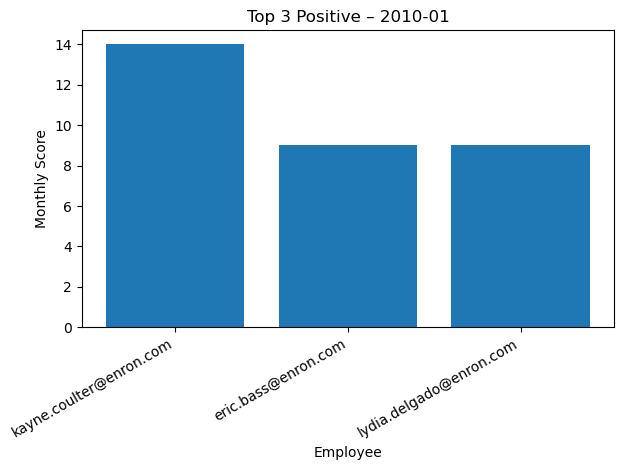 Top 3 Positive – 2010-01
Monthly Score
14
12
10
8
6
4
2
0
kayne.coulter@enron.com
eric.bass@enron.com
lydia.delgado@enron.com
Employee